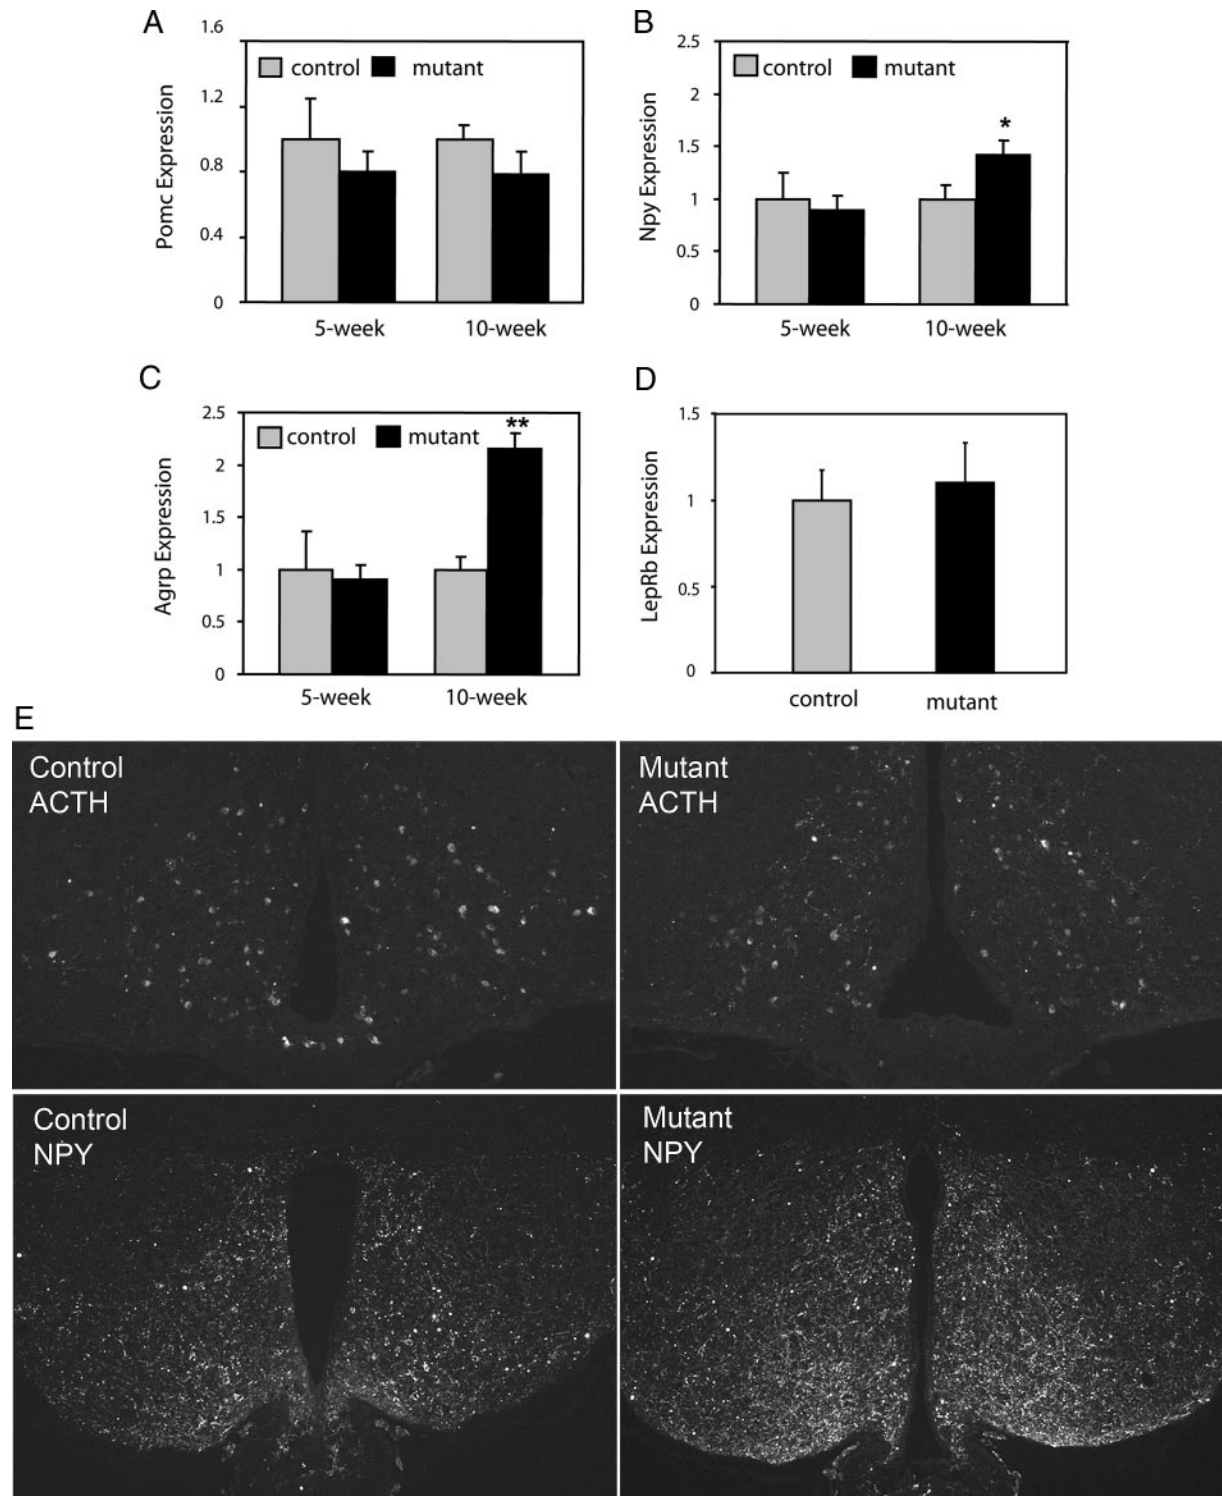 A
Pomc Expression
1.6
1.2
0.8
0.4
0
control mutant
5-week 10-week
B
Npy Expression
2.5
2
1.5
1
0.5
0
control mutant
*
5-week 10-week
C
Agrp Expression
2.5
2
1.5
1
0.5
0
control mutant
**
5-week 10-week
D
LepRb Expression
1.5
1
0.5
0
control mutant
E
Control
ACTH
Mutant
ACTH
Control
NPY
Mutant
NPY